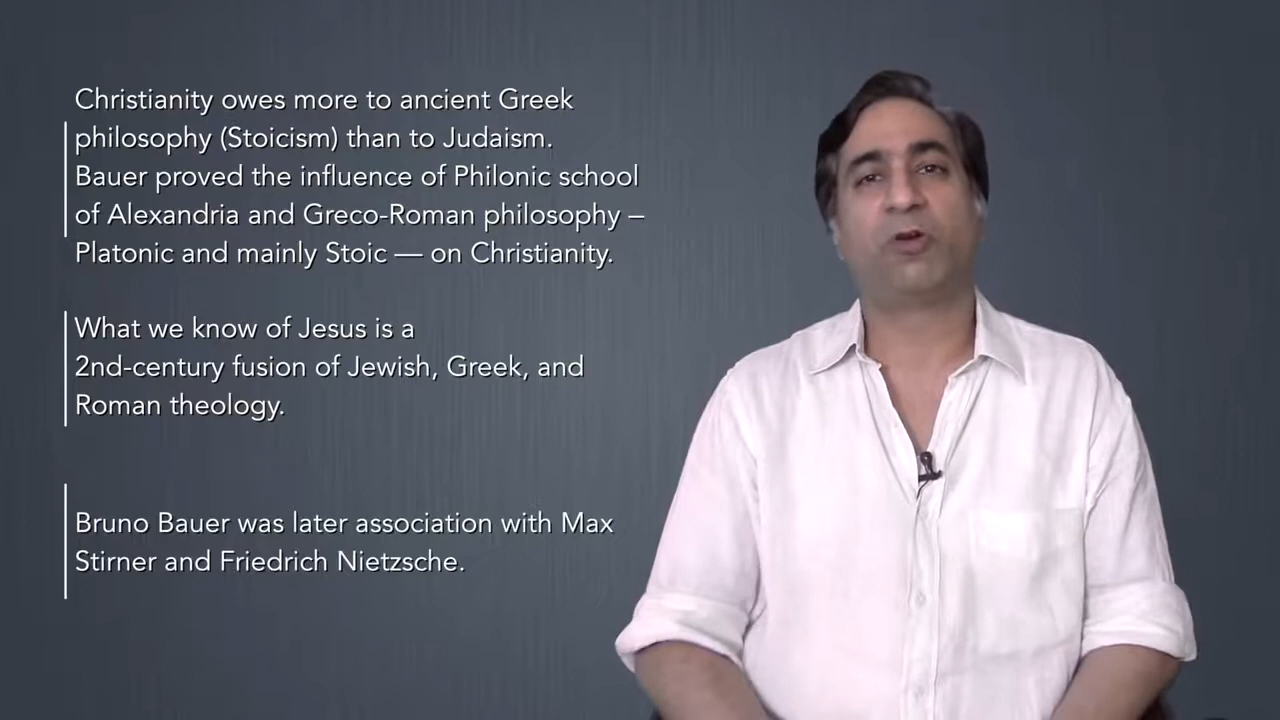 Christianity owes more to ancient Greek
philosophy (Stoicism) than to Judaism.
Bauer proved the influence of Philonic school
of Alexandria and Greco-Roman philosophy –
Platonic and mainly Stoic — on Christianity.
What we know of Jesus is a
2nd-century fusion of Jewish, Greek, and
Roman theology.
Bruno Bauer was later association with Max
Stirner and Friedrich Nietzsche.